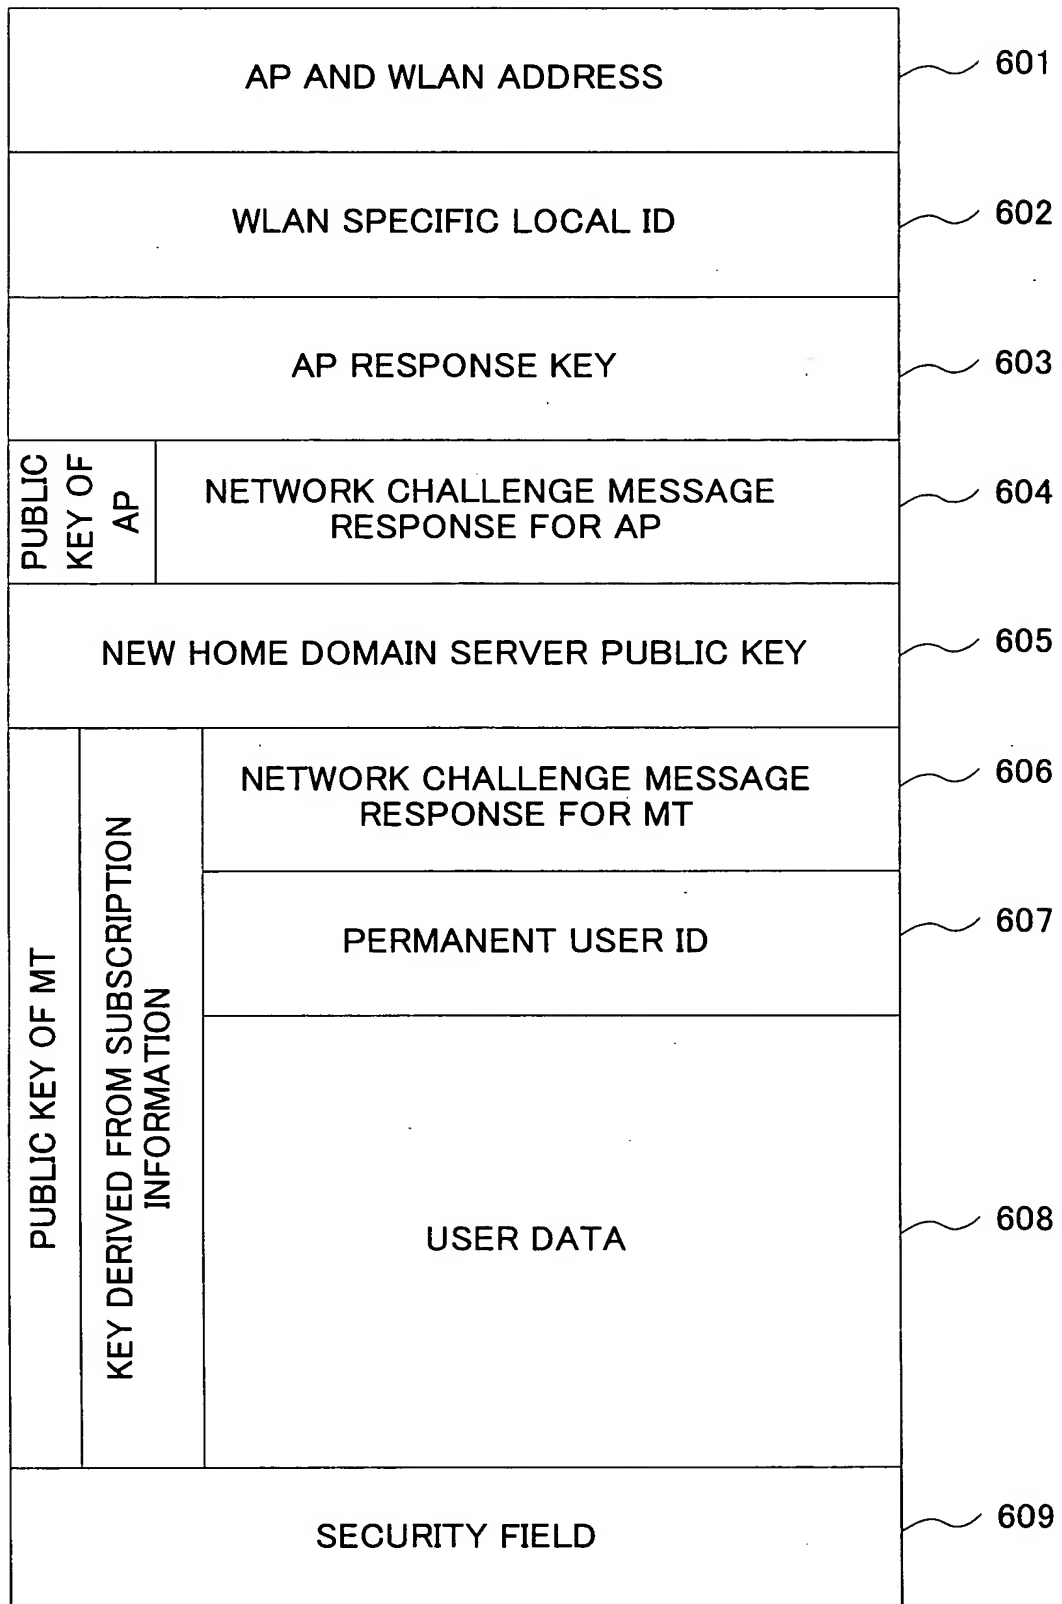 AP AND WLAN ADDRESS
601
WLAN SPECIFIC LOCAL ID
602
AP RESPONSE KEY
603
PUBLIC
KEY OF
AP
NETWORK CHALLENGE MESSAGE
RESPONSE FOR AP
604
NEW HOME DOMAIN SERVER PUBLIC KEY
605
PUBLIC KEY OF MT
KEY DERIVED FROM SUBSCRIPTION
INFORMATION
NETWORK CHALLENGE MESSAGE
RESPONSE FOR MT
606
PERMANENT USER ID
607
USER DATA
608
SECURITY FIELD
609